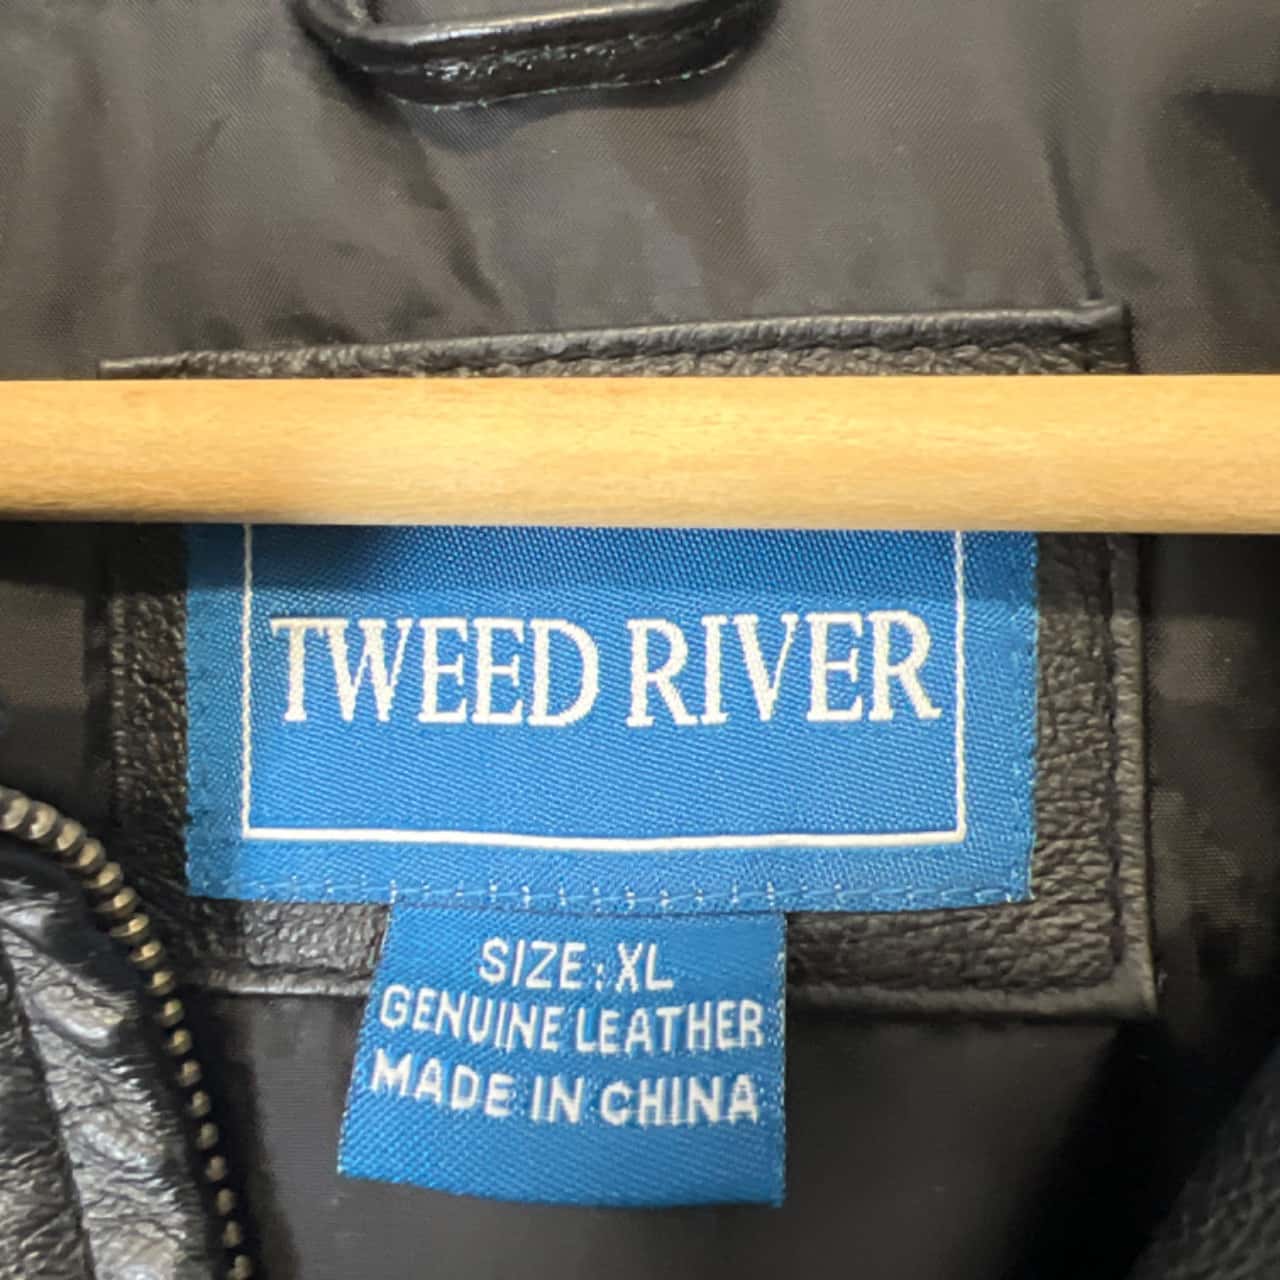 TWEED RIVER
SIZE: XL
GENUINE LEATHER
MADE IN CHINA